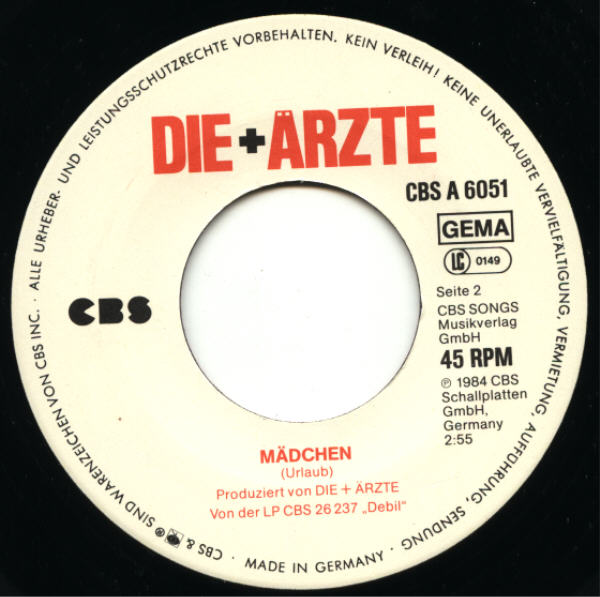 ALLE URHEBER- UND LEISTUNGSSCHUTZRECHTE VORBEHALTEN. KEIN VERLEIH! KEINE UNERLAUBTE VERVIELFÄLTIGUNG, VERMIETUNG, AUFFÜHRUNG, SENDUNG
DIE+ÄRZTE
CBS A 6051
GEMA
LC 0149
Seite 2
CBS SONGS
Musikverlag
GmbH
45 RPM
℗ 1984 CBS
Schallplatten
GmbH,
Germany
2:55
CBS
MÄDCHEN
(Urlaub)
Produziert von DIE + ÄRZTE
Von der LP CBS 26 237 „Debil"
CBS & ® SIND WARENZEICHEN VON CBS INC. ·
· MADE IN GERMANY ·